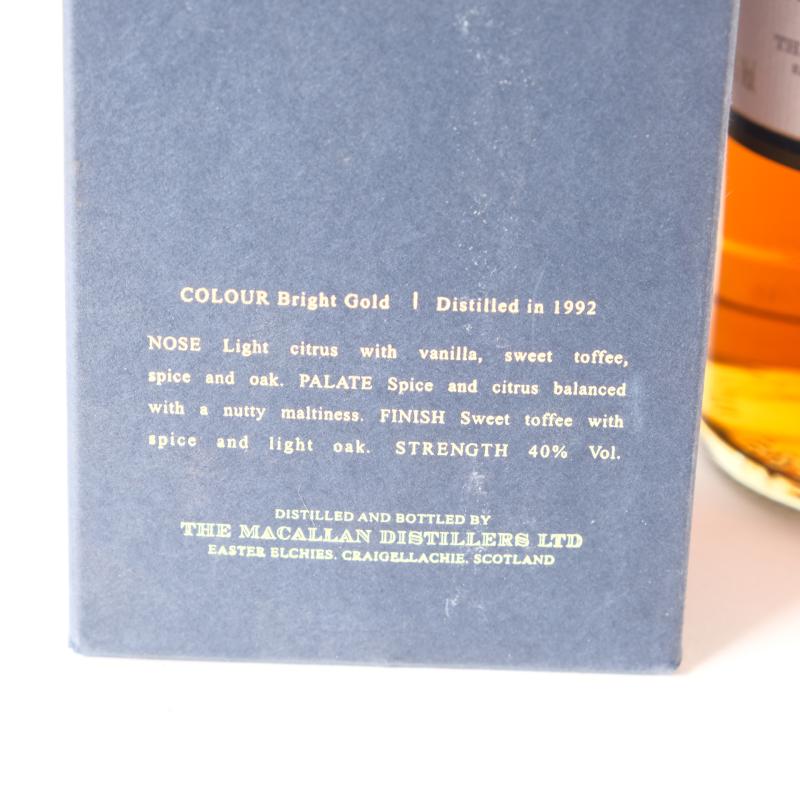 COLOUR Bright Gold | Distilled in 1992
NOSE Light citrus with vanilla, sweet toffee,
spice and oak. PALATE Spice and citrus balanced
with a nutty maltiness. FINISH Sweet toffee with
spice and light oak. STRENGTH 40% Vol.
DISTILLED AND BOTTLED BY
THE MACALLAN DISTILLERS LTD
EASTER ELCHIES, CRAIGELLACHIE, SCOTLAND